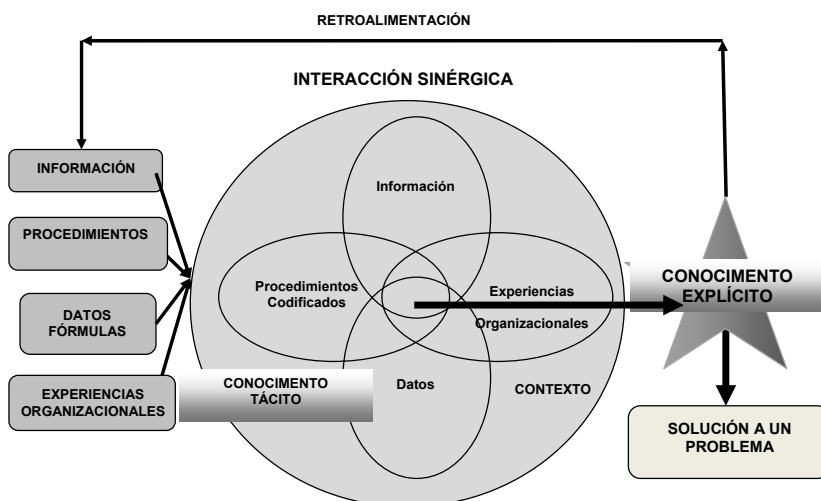 RETROALIMENTACIÓN
INTERACCIÓN SINÉRGICA
INFORMACIÓN
PROCEDIMIENTOS
DATOS
FÓRMULAS
EXPERIENCIAS
ORGANIZACIONALES
CONOCIMENTO
TÁCITO
Información
Procedimientos
Codificados
Experiencias
Organizacionales
Datos
CONTEXTO
CONOCIMENTO
EXPLÍCITO
SOLUCIÓN A UN
PROBLEMA